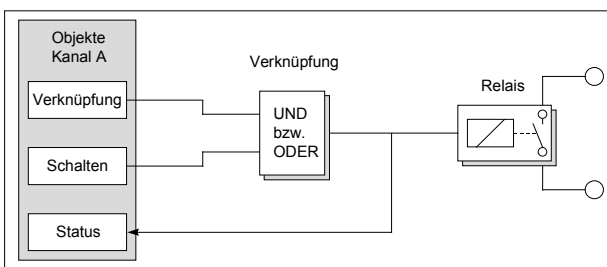 Objekte
Kanal A
Verknüpfung
Verknüpfung
Schalten
Status
UND
bzw.
ODER
Relais